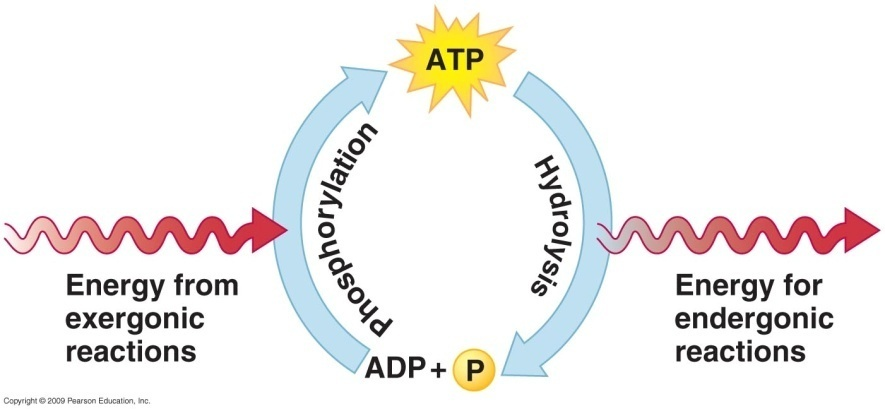 ATP
Phosphorylation
Hydrolysis
Energy from
exergonic
reactions
Energy for
endergonic
reactions
ADP + P
Copyright © 2009 Pearson Education, Inc.